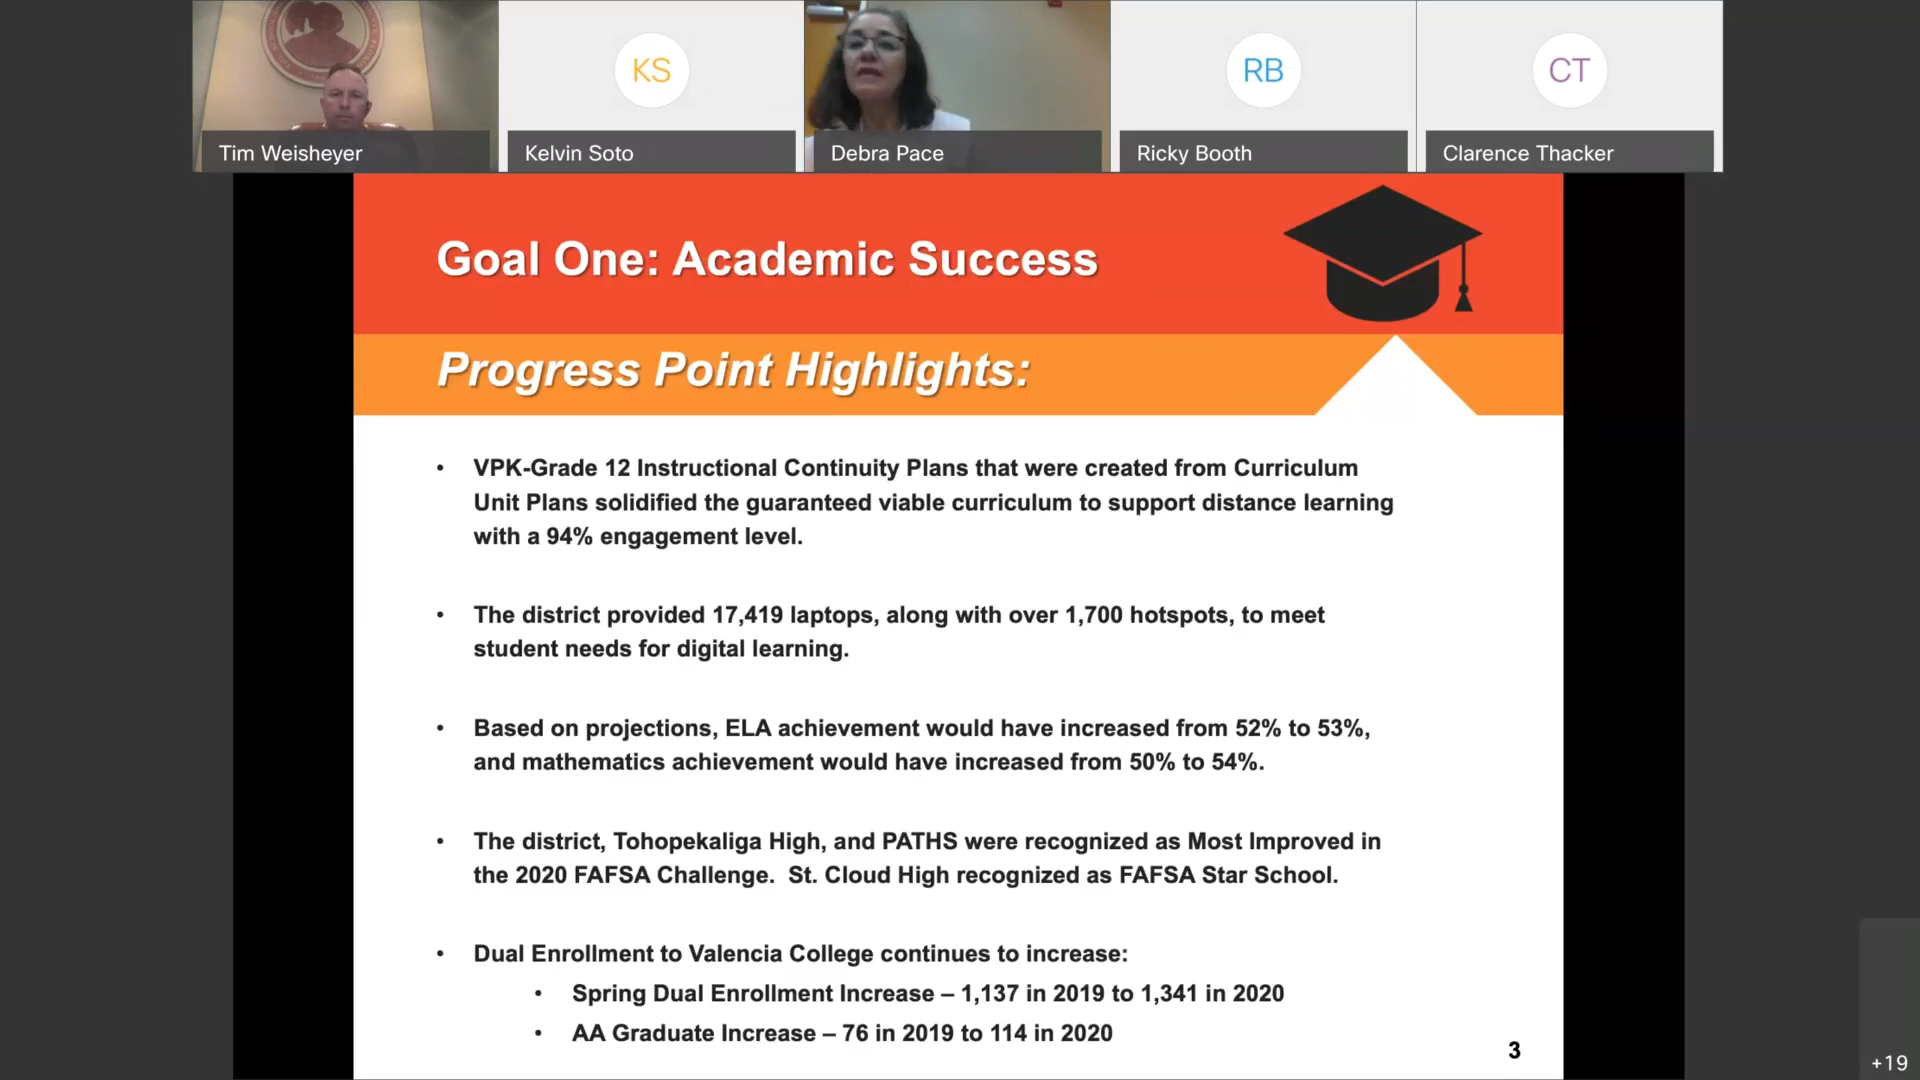 KS
RB
CT
Tim Weisheyer
Kelvin Soto
Debra Pace
Ricky Booth
Clarence Thacker
Goal One: Academic Success
Progress Point Highlights:
• VPK-Grade 12 Instructional Continuity Plans that were created from Curriculum
Unit Plans solidified the guaranteed viable curriculum to support distance learning
with a 94% engagement level.
• The district provided 17,419 laptops, along with over 1,700 hotspots, to meet
student needs for digital learning.
• Based on projections, ELA achievement would have increased from 52% to 53%,
and mathematics achievement would have increased from 50% to 54%.
• The district, Tohopekaliga High, and PATHS were recognized as Most Improved in
the 2020 FAFSA Challenge. St. Cloud High recognized as FAFSA Star School.
• Dual Enrollment to Valencia College continues to increase:
• Spring Dual Enrollment Increase – 1,137 in 2019 to 1,341 in 2020
• AA Graduate Increase – 76 in 2019 to 114 in 2020
3
+19